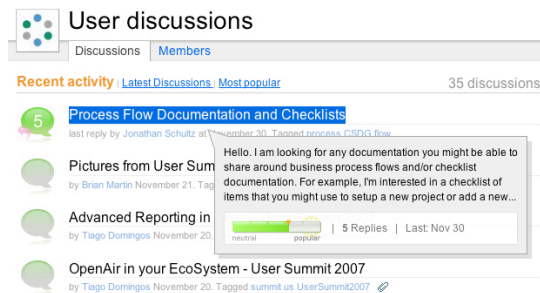 User discussions
Discussions Members
Recent activity | Latest Discussions | Most popular 35 discussions
5 Process Flow Documentation and Checklists
last reply by Jonathan Schultz at November 30. Tagged process CSDG flow
Hello. I am looking for any documentation you might be able to
share around business process flows and/or checklist
documentation. For example, I'm interested in a checklist of
items that you might use to setup a new project or add a new...
neutral popular | 5 Replies | Last: Nov 30
Pictures from User Sum
by Brian Martin November 21. Tag
Advanced Reporting in
by Tiago Domingos November 20.
OpenAir in your EcoSystem - User Summit 2007
by Tiago Domingos November 20. Tagged summit us UserSummit2007